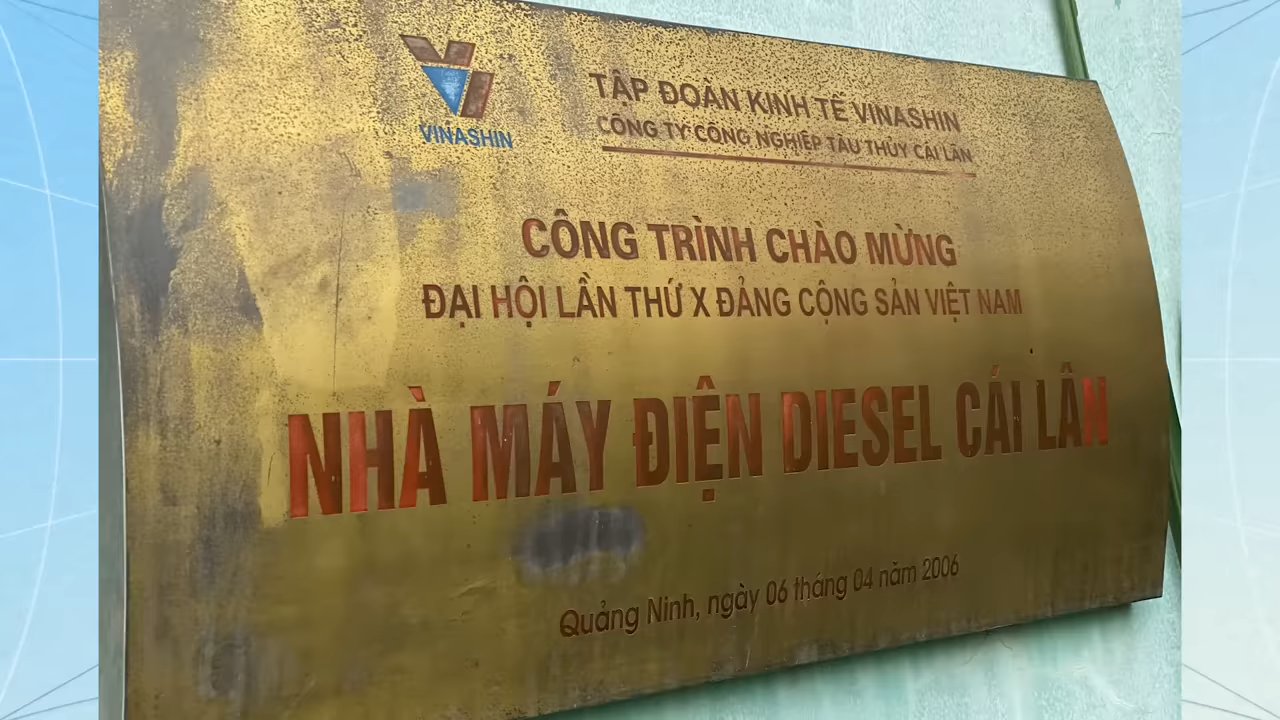 VINASHIN
TẬP ĐOÀN KINH TẾ VINASHIN
CÔNG TY CÔNG NGHIỆP TÀU THỦY CÁI LÂN
CÔNG TRÌNH CHÀO MỪNG
ĐẠI HỘI LẦN THỨ X ĐẢNG CỘNG SẢN VIỆT NAM
NHÀ MÁY ĐIỆN DIESEL CÁI LÂN
Quảng Ninh, ngày 06 tháng 04 năm 2006